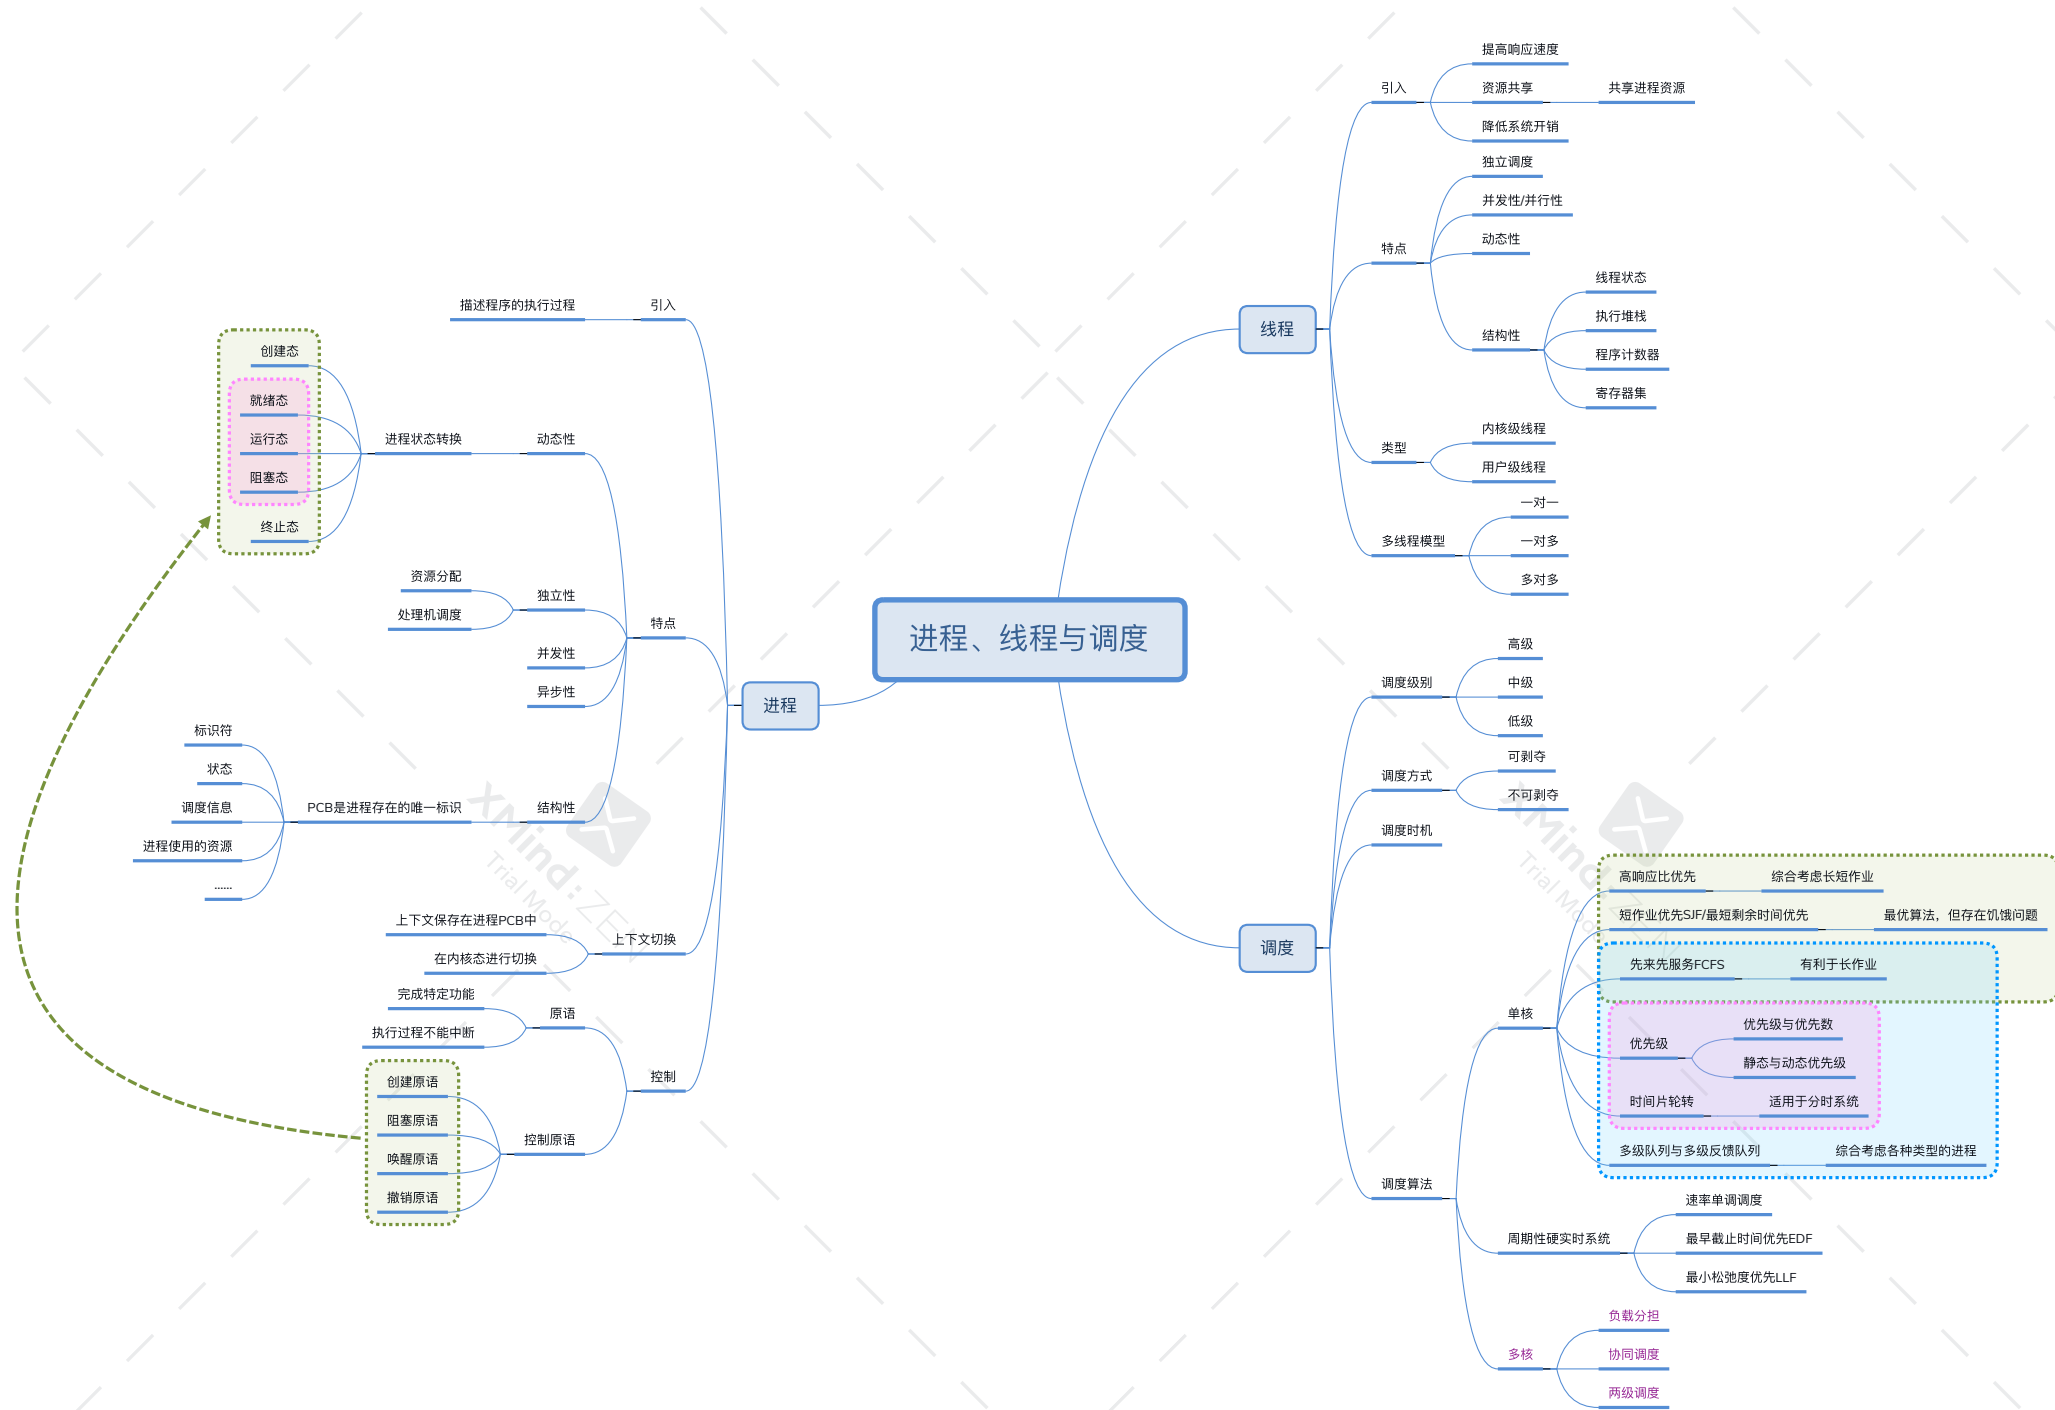 进程、线程与调度
进程
引入
描述程序的执行过程
特点
动态性
进程状态转换
创建态
就绪态
运行态
阻塞态
终止态
独立性
资源分配
处理机调度
并发性
异步性
结构性
PCB是进程存在的唯一标识
标识符
状态
调度信息
进程使用的资源
......
上下文切换
上下文保存在进程PCB中
在内核态进行切换
控制
原语
完成特定功能
执行过程不能中断
控制原语
创建原语
阻塞原语
唤醒原语
撤销原语
线程
引入
提高响应速度
资源共享
共享进程资源
降低系统开销
特点
独立调度
并发性/并行性
动态性
结构性
线程状态
执行堆栈
程序计数器
寄存器集
类型
内核级线程
用户级线程
多线程模型
一对一
一对多
多对多
调度
调度级别
高级
中级
低级
调度方式
可剥夺
不可剥夺
调度时机
调度算法
单核
高响应比优先
综合考虑长短作业
短作业优先SJF/最短剩余时间优先
最优算法，但存在饥饿问题
先来先服务FCFS
有利于长作业
优先级
优先级与优先数
静态与动态优先级
时间片轮转
适用于分时系统
多级队列与多级反馈队列
综合考虑各种类型的进程
周期性硬实时系统
速率单调调度
最早截止时间优先EDF
最小松弛度优先LLF
多核
负载分担
协同调度
两级调度
XMind:ZEN
Trial Mode
XMind:ZEN
Trial Mode